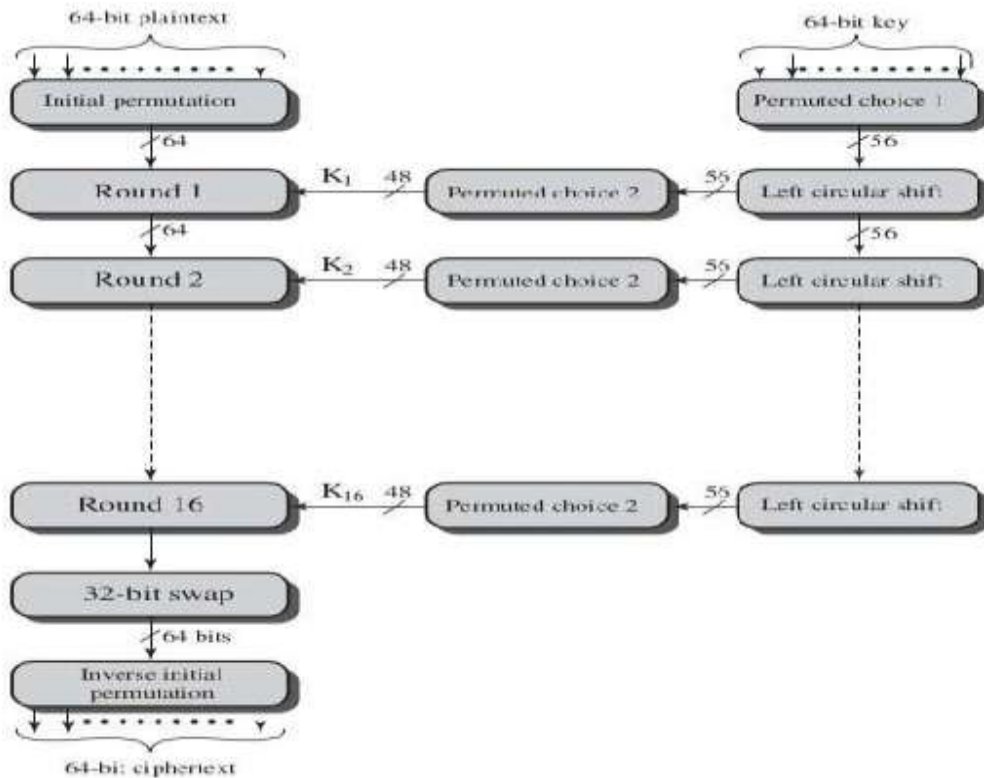 64-bit plaintext
64-bit key
Initial permutation
Permuted choice 1
64
56
Round 1
K1
48
Permuted choice 2
56
Left circular shift
64
56
Round 2
K2
48
Permuted choice 2
56
Left circular shift
Round 16
K16
48
Permuted choice 2
56
Left circular shift
32-bit swap
64 bits
Inverse initial
permutation
64-bit ciphertext